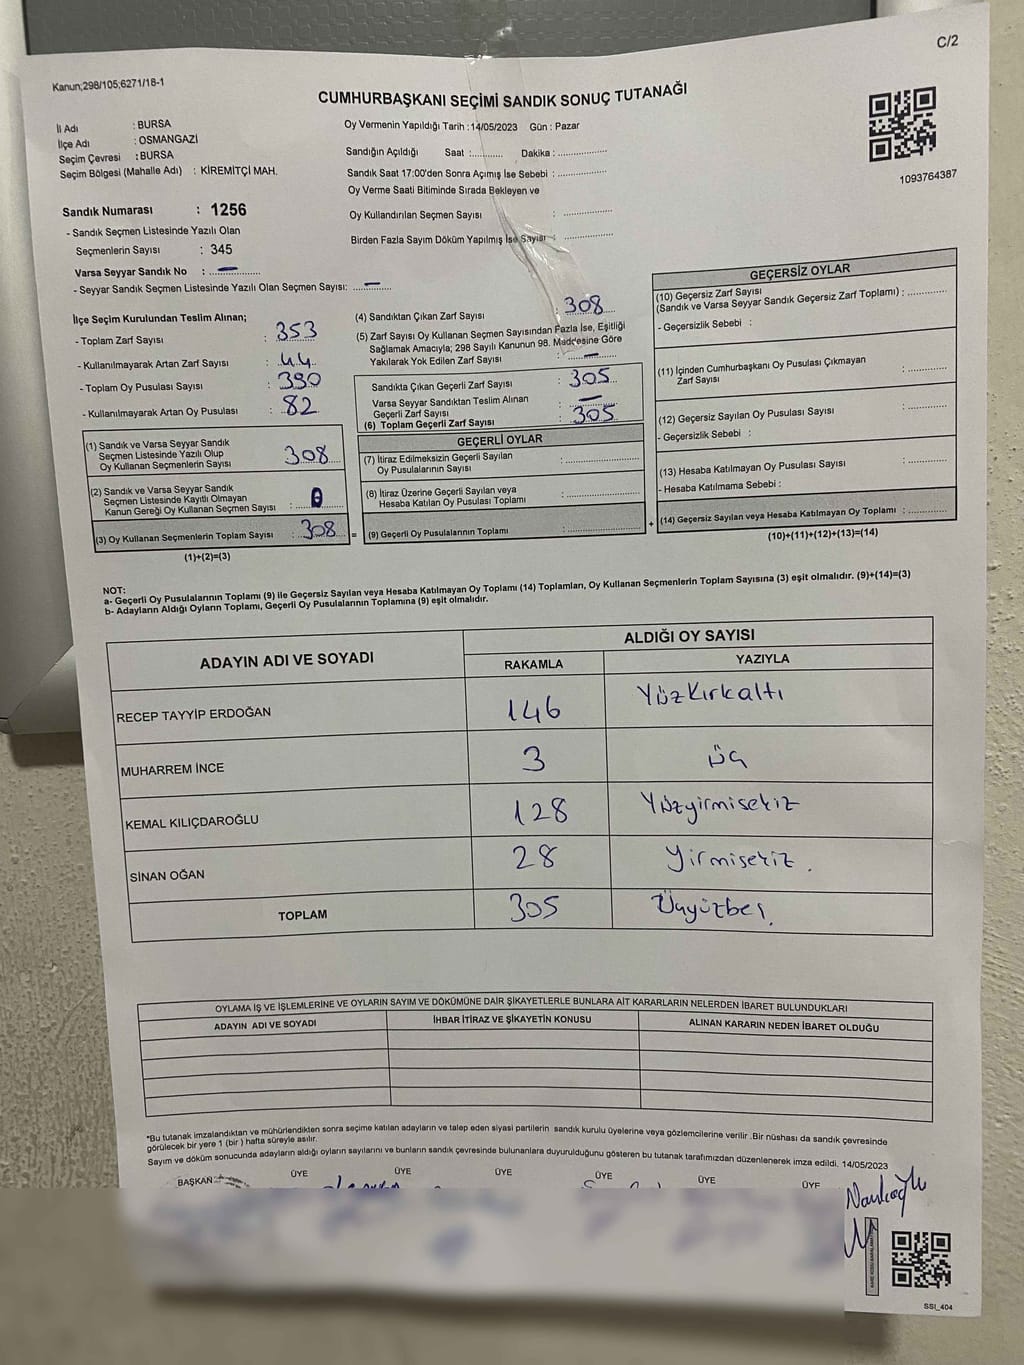 C/2
Kanun;298/105;6271/18-1
CUMHURBAŞKANI SEÇİMİ SANDIK SONUÇ TUTANAĞI
İl Adı : BURSA
İlçe Adı : OSMANGAZİ
Seçim Çevresi : BURSA
Seçim Bölgesi (Mahalle Adı) : KİREMİTÇİ MAH.
Oy Vermenin Yapıldığı Tarih :14/05/2023 Gün : Pazar
Sandığın Açıldığı Saat :........... Dakika : ................
Sandık Saat 17:00'den Sonra Açımış İse Sebebi : ................
Oy Verme Saati Bitiminde Sırada Bekleyen ve
Oy Kullandırılan Seçmen Sayısı : ................
Birden Fazla Sayım Döküm Yapılmış İse Sayısı : ................
1093764387
Sandık Numarası : 1256
- Sandık Seçmen Listesinde Yazılı Olan
Seçmenlerin Sayısı : 345
Varsa Seyyar Sandık No : —
- Seyyar Sandık Seçmen Listesinde Yazılı Olan Seçmen Sayısı: —
İlçe Seçim Kurulundan Teslim Alınan;
- Toplam Zarf Sayısı : 353
- Kullanılmayarak Artan Zarf Sayısı : 44
- Toplam Oy Pusulası Sayısı : 390
- Kullanılmayarak Artan Oy Pusulası : 82
(1) Sandık ve Varsa Seyyar Sandık
Seçmen Listesinde Yazılı Olup
Oy Kullanan Seçmenlerin Sayısı 308
(2) Sandık ve Varsa Seyyar Sandık
Seçmen Listesinde Kayıtlı Olmayan
Kanun Gereği Oy Kullanan Seçmen Sayısı : 0
(3) Oy Kullanan Seçmenlerin Toplam Sayısı : 308
(1)+(2)=(3)
(4) Sandıktan Çıkan Zarf Sayısı : 308
(5) Zarf Sayısı Oy Kullanan Seçmen Sayısından Fazla İse, Eşitliği
Sağlamak Amacıyla; 298 Sayılı Kanunun 98. Maddesine Göre
Yakılarak Yok Edilen Zarf Sayısı : —
Sandıkta Çıkan Geçerli Zarf Sayısı : 305
Varsa Seyyar Sandıktan Teslim Alınan
Geçerli Zarf Sayısı : —
(6) Toplam Geçerli Zarf Sayısı : 305
GEÇERLİ OYLAR
(7) İtiraz Edilmeksizin Geçerli Sayılan
Oy Pusulalarının Sayısı : ................
(8) İtiraz Üzerine Geçerli Sayılan veya
Hesaba Katılan Oy Pusulası Toplamı : ................
= (9) Geçerli Oy Pusulalarının Toplamı : ................
GEÇERSİZ OYLAR
(10) Geçersiz Zarf Sayısı
(Sandık ve Varsa Seyyar Sandık Geçersiz Zarf Toplamı) : ............
- Geçersizlik Sebebi :
(11) İçinden Cumhurbaşkanı Oy Pusulası Çıkmayan
Zarf Sayısı : ............
(12) Geçersiz Sayılan Oy Pusulası Sayısı : ............
- Geçersizlik Sebebi :
(13) Hesaba Katılmayan Oy Pusulası Sayısı : ............
- Hesaba Katılmama Sebebi :
+ (14) Geçersiz Sayılan veya Hesaba Katılmayan Oy Toplamı : ............
(10)+(11)+(12)+(13)=(14)
NOT:
a- Geçerli Oy Pusulalarının Toplamı (9) ile Geçersiz Sayılan veya Hesaba Katılmayan Oy Toplamı (14) Toplamları, Oy Kullanan Seçmenlerin Toplam Sayısına (3) eşit olmalıdır. (9)+(14)=(3)
b- Adayların Aldığı Oyların Toplamı, Geçerli Oy Pusulalarının Toplamına (9) eşit olmalıdır.
ADAYIN ADI VE SOYADI
ALDIĞI OY SAYISI
RAKAMLA YAZIYLA
RECEP TAYYİP ERDOĞAN 146 Yüzkırkaltı
MUHARREM İNCE 3 üç
KEMAL KILIÇDAROĞLU 128 Yüzyirmisekiz
SİNAN OĞAN 28 Yirmisekiz.
TOPLAM 305 Üçyüzbeş.
OYLAMA İŞ VE İŞLEMLERİNE VE OYLARIN SAYIM VE DÖKÜMÜNE DAİR ŞİKAYETLERLE BUNLARA AİT KARARLARIN NELERDEN İBARET BULUNDUKLARI
ADAYIN ADI VE SOYADI İHBAR İTİRAZ VE ŞİKAYETİN KONUSU ALINAN KARARIN NEDEN İBARET OLDUĞU
*Bu tutanak imzalandıktan ve mühürlendikten sonra seçime katılan adayların ve talep eden siyasi partilerin sandık kurulu üyelerine veya gözlemcilerine verilir .Bir nüshası da sandık çevresinde
görülecek bir yere 1 (bir ) hafta süreyle asılır.
Sayım ve döküm sonucunda adayların aldığı oyların sayılarını ve bunların sandık çevresinde bulunanlara duyurulduğunu gösteren bu tutanak tarafımızdan düzenlenerek imza edildi. 14/05/2023
BAŞKAN ÜYE ÜYE ÜYE ÜYE ÜYE ÜYE
SSI_404